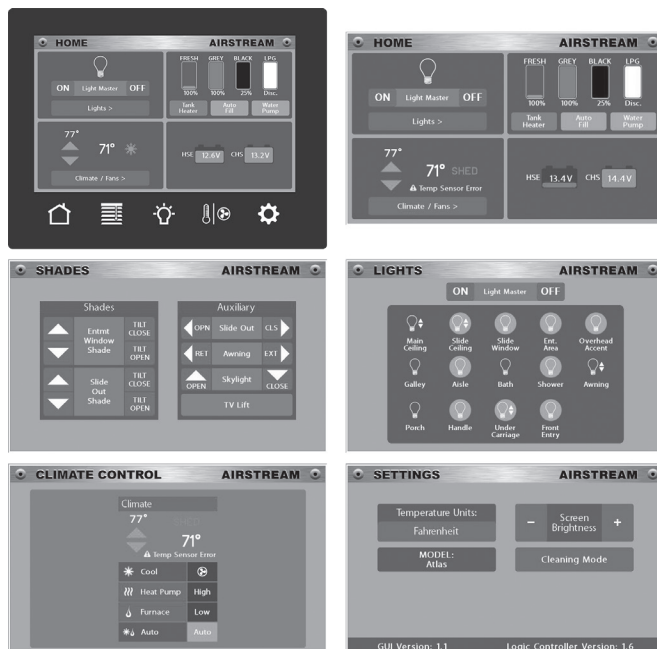 HOME AIRSTREAM
FRESH GREY BLACK LPG
ON Light Master OFF
100% 100% 25% Disc.
Lights >
Tank Heater
Auto Fill
Water Pump
77°
71°
HSE 12.6V CHS 13.2V
Climate / Fans >
HOME AIRSTREAM
FRESH GREY BLACK LPG
ON Light Master OFF
100% 100% 25% Disc.
Lights >
Tank Heater
Auto Fill
Water Pump
77°
71° SHED
Temp Sensor Error
HSE 13.4V CHS 14.4V
Climate / Fans >
SHADES AIRSTREAM
Shades
Entmt
Window
Shade
TILT
CLOSE
TILT
OPEN
Slide
Out
Shade
TILT
CLOSE
TILT
OPEN
Auxiliary
OPN Slide Out CLS
RET Awning EXT
OPEN Skylight CLOSE
TV Lift
LIGHTS AIRSTREAM
ON Light Master OFF
Main
Ceiling
Slide
Ceiling
Slide
Window
Ent.
Area
Overhead
Accent
Galley Aisle Bath Shower Awning
Porch
Handle
Under
Carriage
Front
Entry
CLIMATE CONTROL AIRSTREAM
Climate
77°
SHED
71°
Temp Sensor Error
Cool
Heat Pump High
Furnace Low
Auto Auto
SETTINGS AIRSTREAM
Temperature Units:
Fahrenheit
- Screen
Brightness +
MODEL:
Atlas
Cleaning Mode
GUI Version: 1.1 Logic Controller Version: 1.6